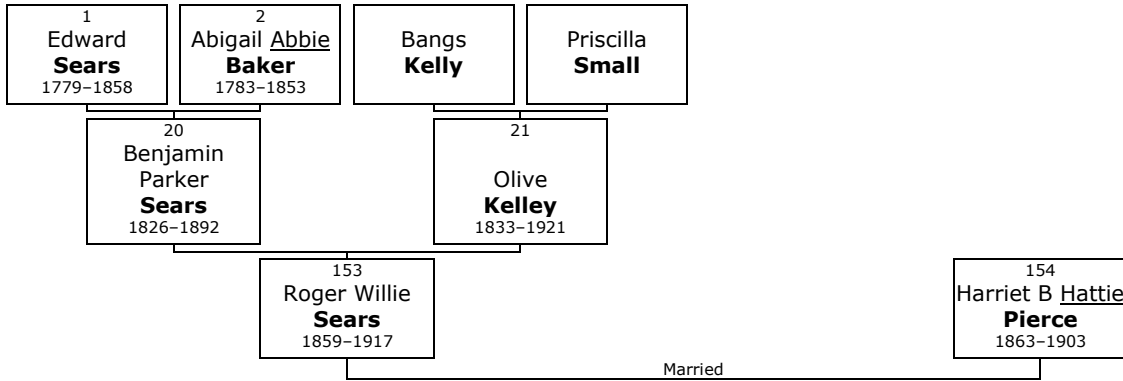 1
Edward
Sears
1779–1858
2
Abigail Abbie
Baker
1783–1853
Bangs
Kelly
Priscilla
Small
20
Benjamin
Parker
Sears
1826–1892
21
Olive
Kelley
1833–1921
153
Roger Willie
Sears
1859–1917
154
Harriet B Hattie
Pierce
1863–1903
Married